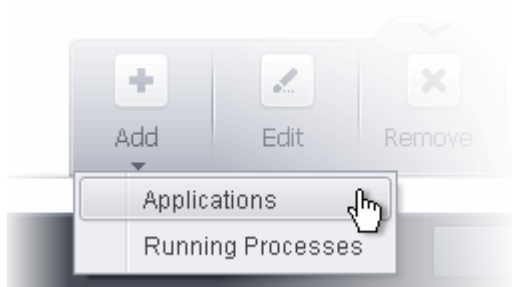 Add Edit Remove
Applications
Running Processes